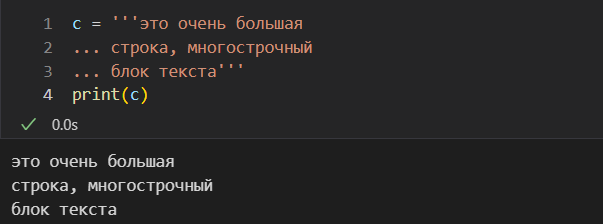 1 c = '''это очень большая
2 ... строка, многострочный
3 ... блок текста'''
4 print(c)
0.0s
это очень большая
строка, многострочный
блок текста